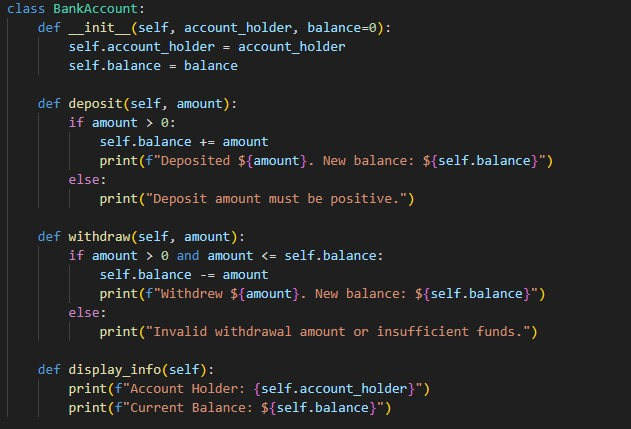 class BankAccount:
    def __init__(self, account_holder, balance=0):
        self.account_holder = account_holder
        self.balance = balance

    def deposit(self, amount):
        if amount > 0:
            self.balance += amount
            print(f"Deposited ${amount}. New balance: ${self.balance}")
        else:
            print("Deposit amount must be positive.")

    def withdraw(self, amount):
        if amount > 0 and amount <= self.balance:
            self.balance -= amount
            print(f"Withdrew ${amount}. New balance: ${self.balance}")
        else:
            print("Invalid withdrawal amount or insufficient funds.")

    def display_info(self):
        print(f"Account Holder: {self.account_holder}")
        print(f"Current Balance: ${self.balance}")